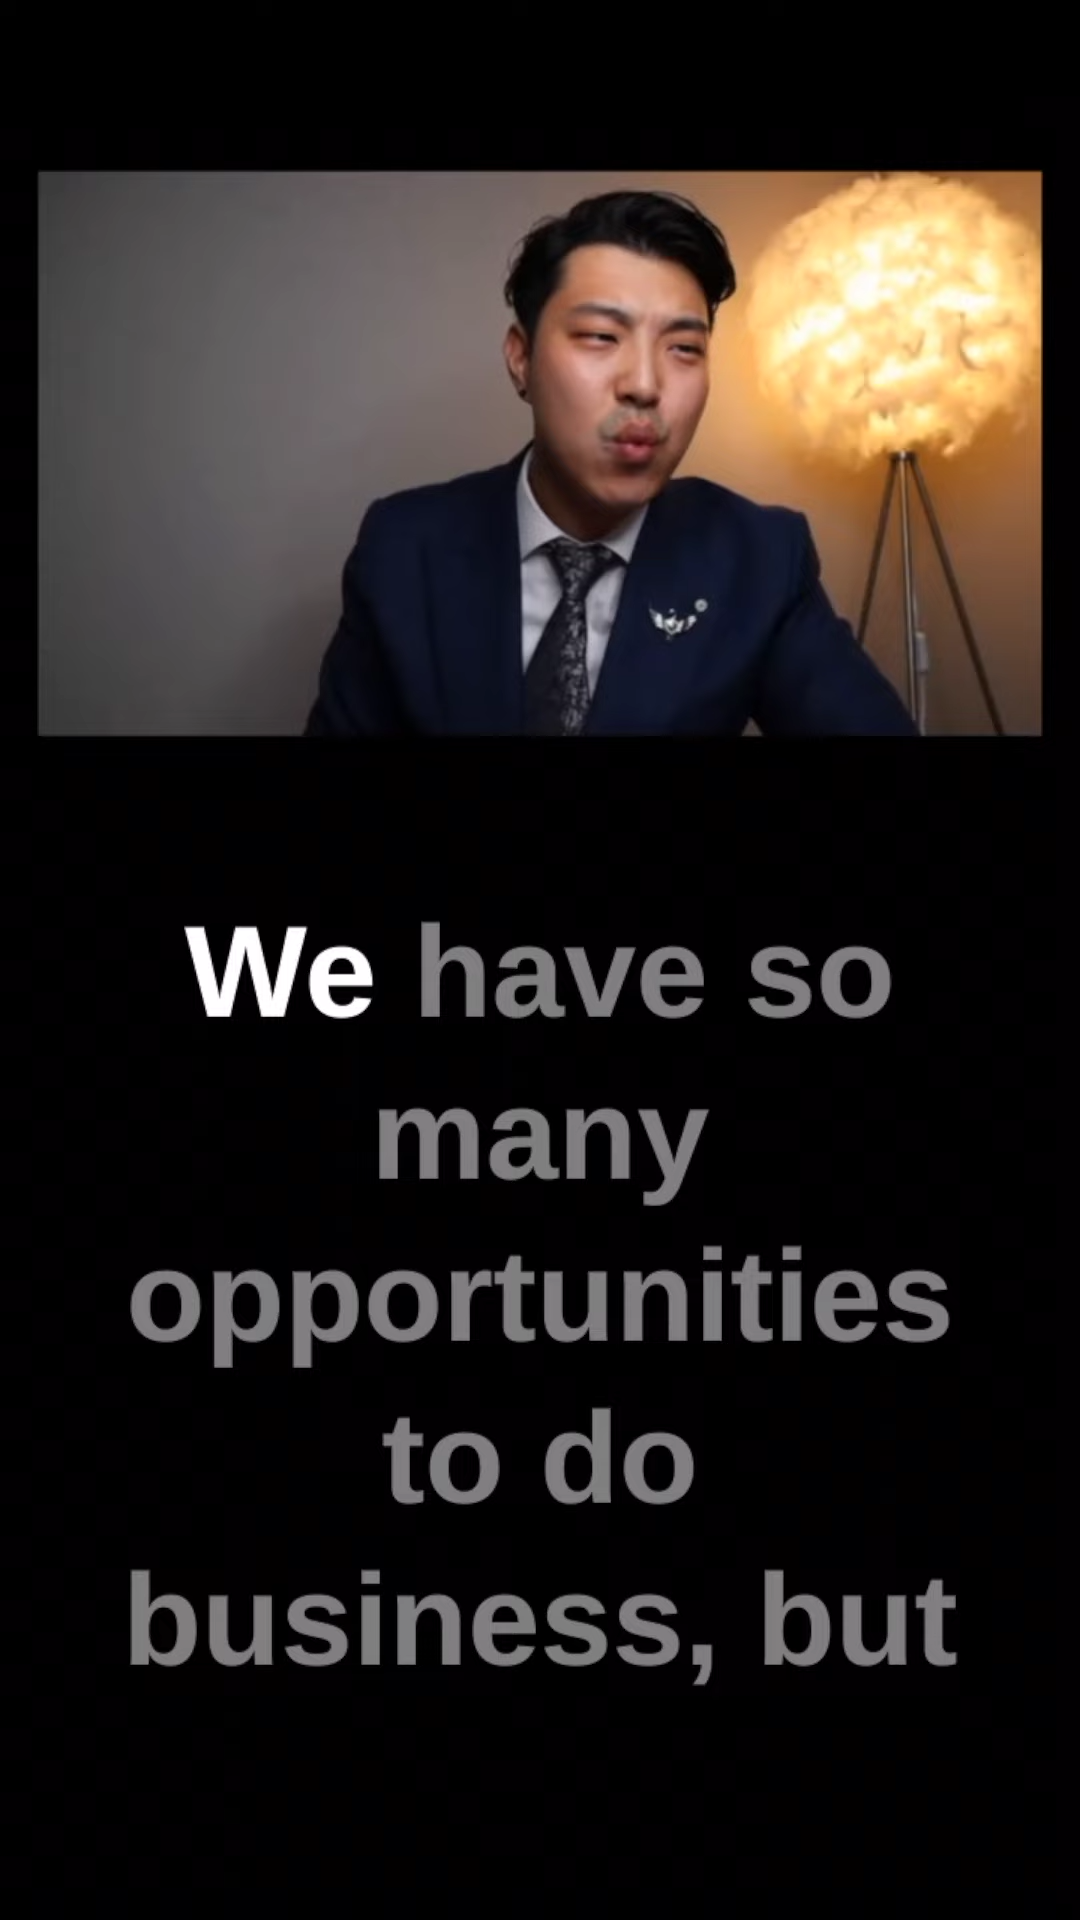 We have so
many
opportunities
to do
business, but